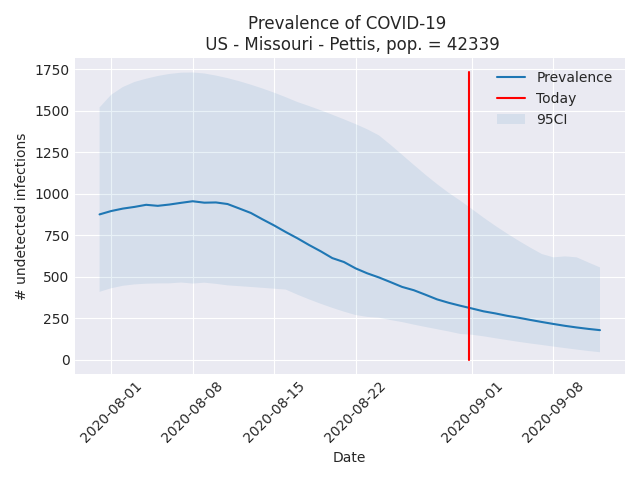 Prevalence of COVID-19
US - Missouri - Pettis, pop. = 42339
Prevalence
Today
95CI
# undetected infections
1750
1500
1250
1000
750
500
250
0
2020-08-01
2020-08-08
2020-08-15
2020-08-22
2020-09-01
2020-09-08
Date